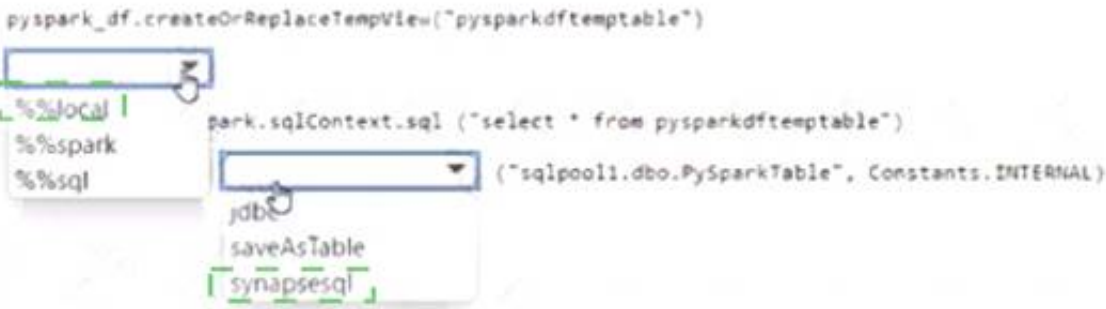 pyspark_df.createOrReplaceTempView("pysparkdftemptable")
%%local
park.sqlContext.sql ("select * from pysparkdftemptable")
%%spark
("sqlpool1.dbo.PySparkTable", Constants.INTERNAL)
%%sql
jdbc
saveAsTable
synapsesql